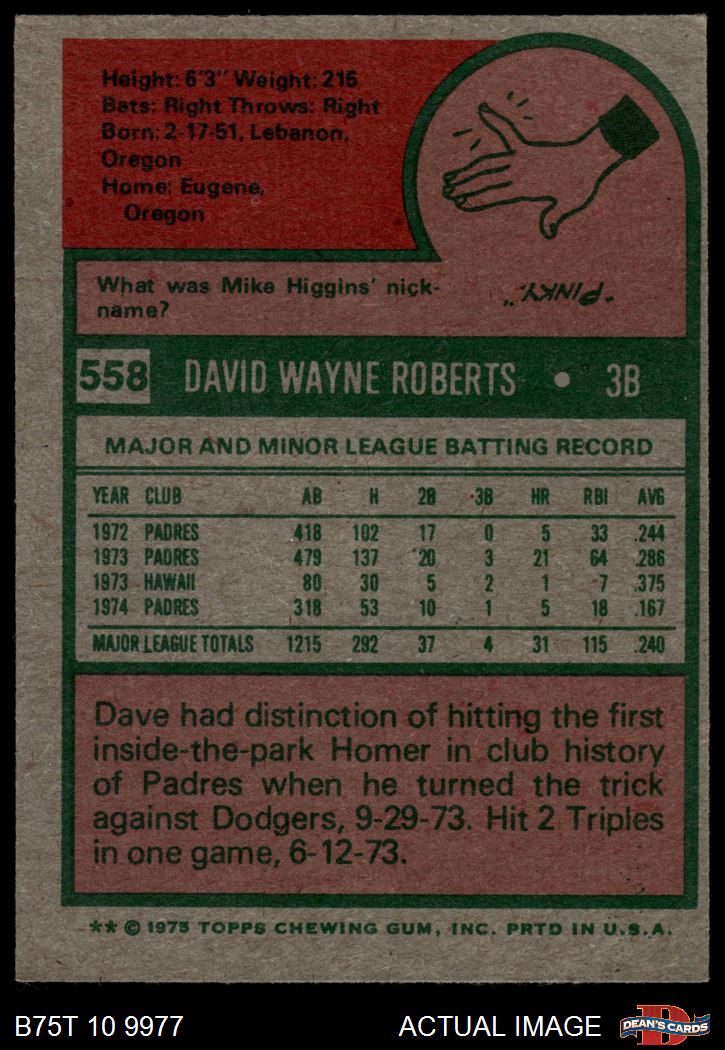 Height: 6'3" Weight: 215
Bats: Right Throws: Right
Born: 2-17-51, Lebanon,
Oregon
Home: Eugene,
Oregon
What was Mike Higgins' nick-
name?
"PINKY."
558 DAVID WAYNE ROBERTS • 3B
MAJOR AND MINOR LEAGUE BATTING RECORD
YEAR CLUB AB H 2B 3B HR RBI AVG
1972 PADRES 418 102 17 0 5 33 .244
1973 PADRES 479 137 20 3 21 64 .286
1973 HAWAII 80 30 5 2 1 7 .375
1974 PADRES 318 53 10 1 5 18 .167
MAJOR LEAGUE TOTALS 1215 292 37 4 31 115 .240
Dave had distinction of hitting the first
inside-the-park Homer in club history
of Padres when he turned the trick
against Dodgers, 9-29-73. Hit 2 Triples
in one game, 6-12-73.
** © 1975 TOPPS CHEWING GUM, INC. PRTD IN U.S.A.
B75T 10 9977 ACTUAL IMAGE
D
DEAN'S CARDS